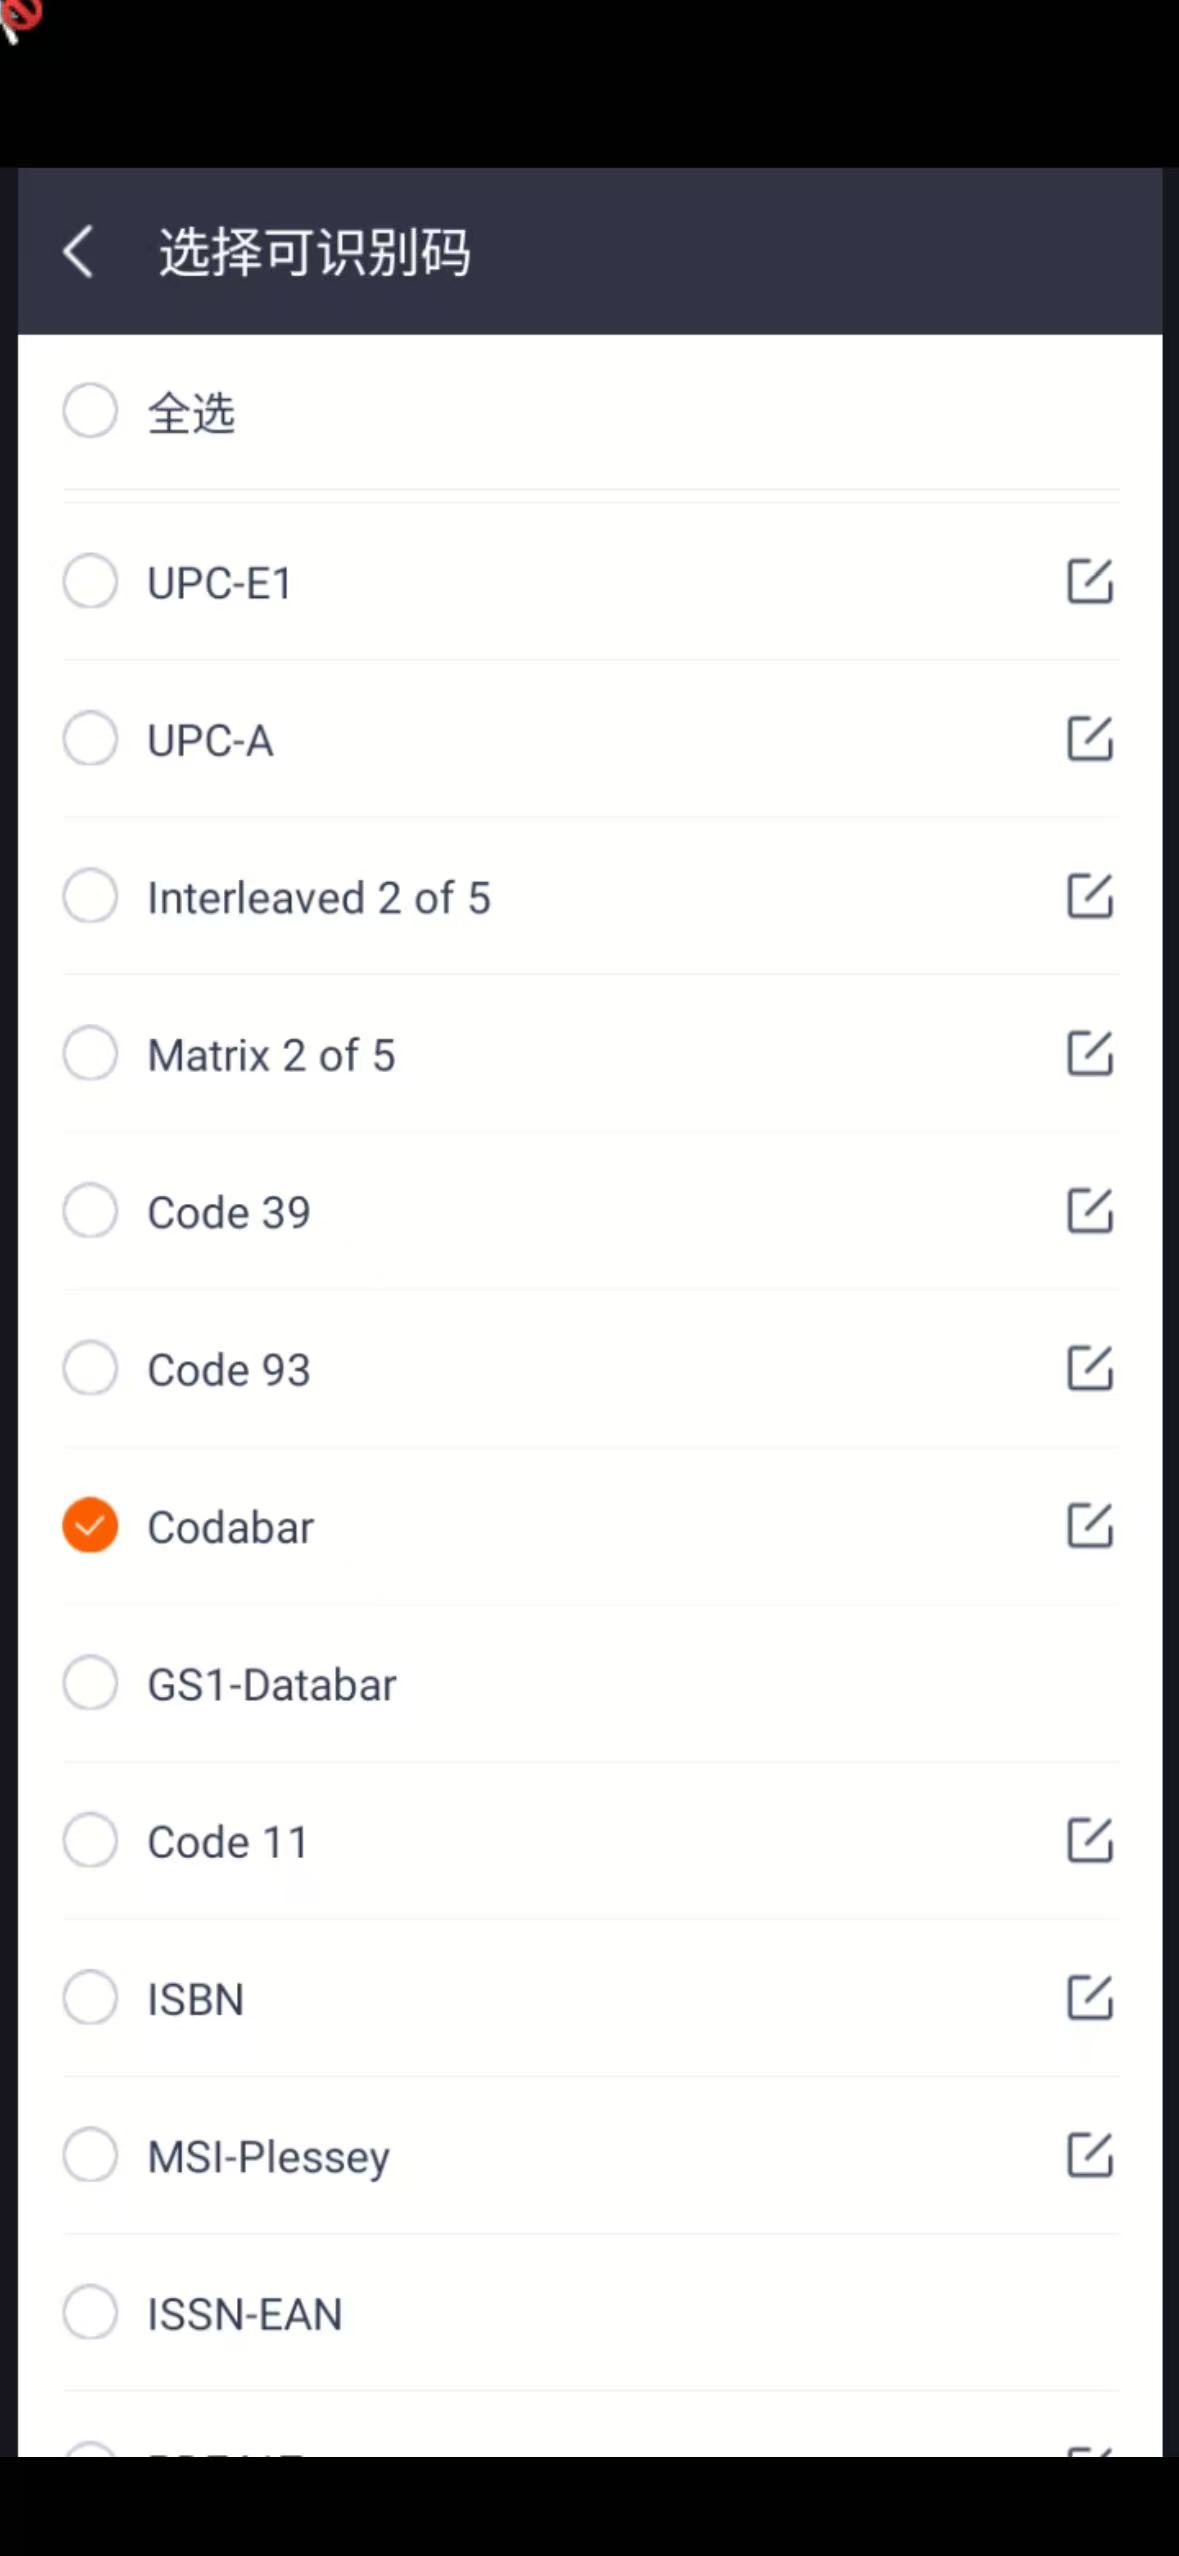 选择可识别码
全选
UPC-E1
UPC-A
Interleaved 2 of 5
Matrix 2 of 5
Code 39
Code 93
Codabar
GS1-Databar
Code 11
ISBN
MSI-Plessey
ISSN-EAN